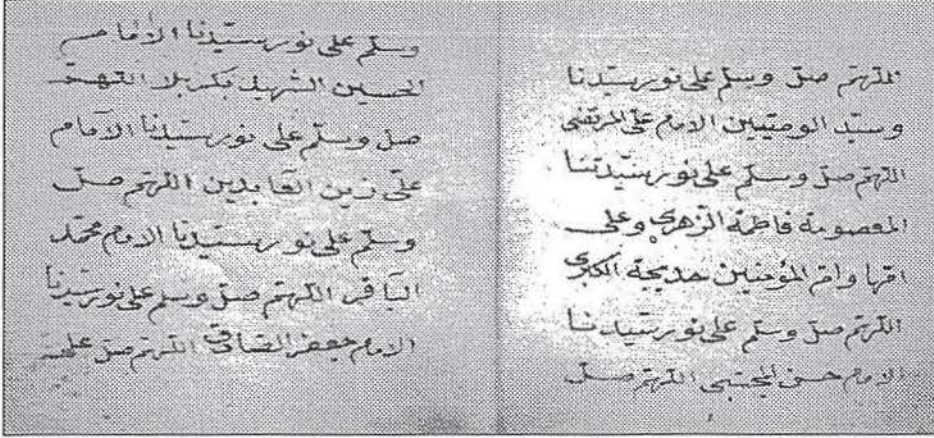 اللهم صل وسلم على نور سيدنا
وسيد الوصيين الامام على المرتضى
اللهم صل وسلم على نور سيدتنا
المعصومة فاطمة الزهرى وعلى
امها وام المؤمنين خديجة الكبرى
اللهم صل وسلم على نور سيدنا
الامام حسن المجتبى اللهم صل
وسلم على نور سيدنا الامام
الحسين الشهيد بكربلا اللهم
صل وسلم على نور سيدنا الامام
على زين العابدين اللهم صل
وسلم على نور سيدنا الامام محمد
الباقر اللهم صل وسلم على نور سيدنا
الامام جعفر الصادق اللهم صل